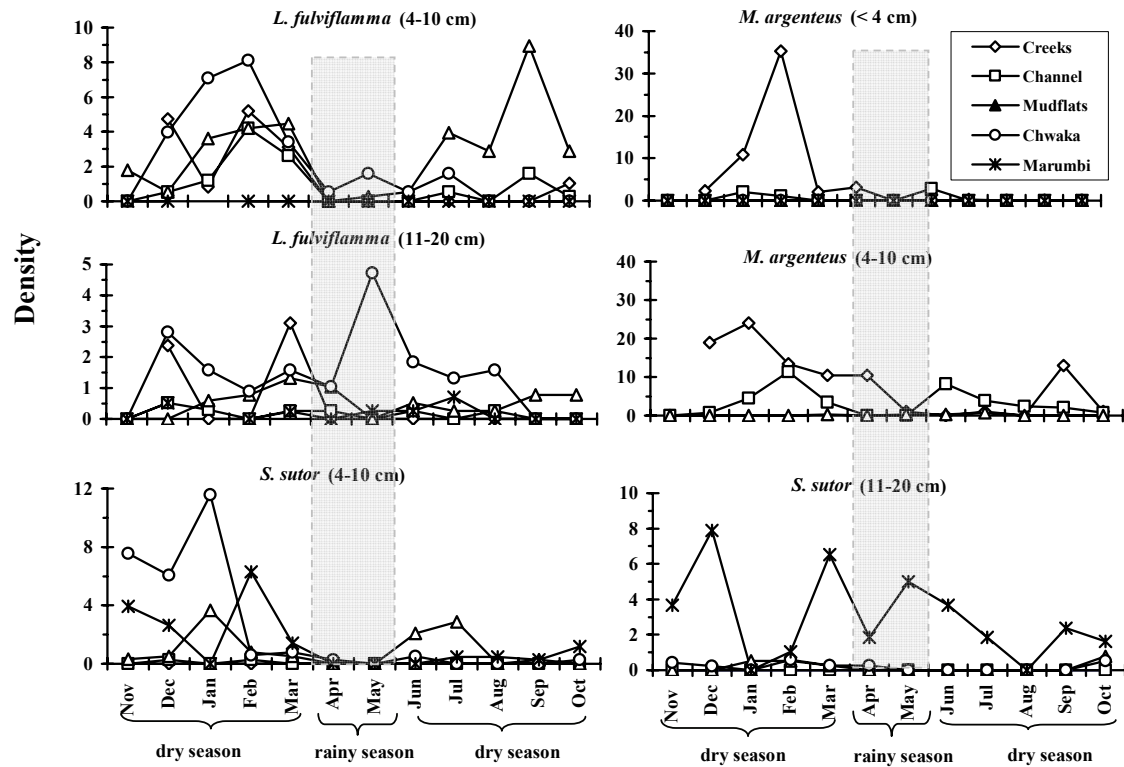 L. fulviflamma (4-10 cm)
10
8
6
4
2
0
M. argenteus (< 4 cm)
40
35
30
20
10
0
Creeks
Channel
Mudflats
Chwaka
Marumbi
Density
L. fulviflamma (11-20 cm)
5
4
3
2
1
0
M. argenteus (4-10 cm)
40
30
20
10
0
S. sutor (4-10 cm)
12
8
4
0
Nov Dec Jan Feb Mar Apr May Jun Jul Aug Sep Oct
dry season rainy season dry season
S. sutor (11-20 cm)
10
8
6
4
2
0
Nov Dec Jan Feb Mar Apr May Jun Jul Aug Sep Oct
dry season rainy season dry season